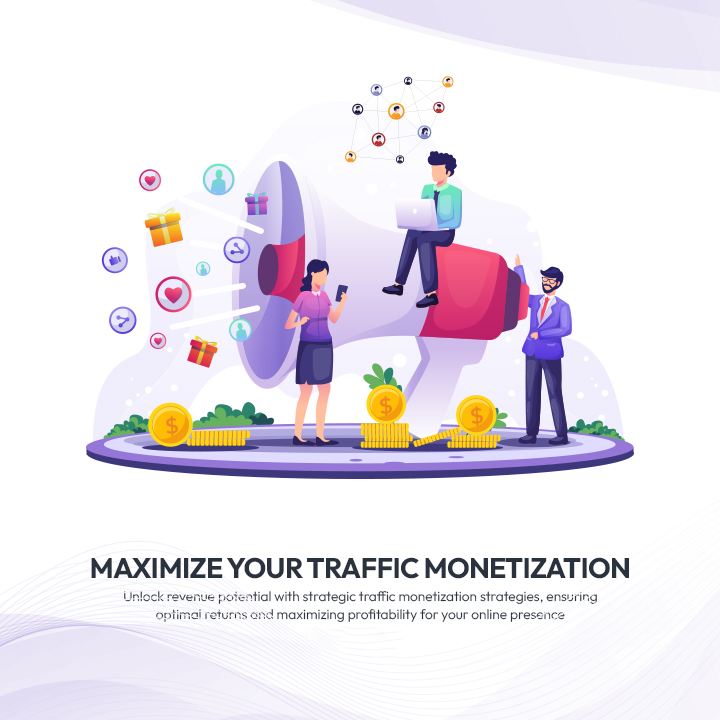 MAXIMIZE YOUR TRAFFIC MONETIZATION
Unlock revenue potential with strategic traffic monetization strategies, ensuring
optimal returns and maximizing profitability for your online presence
$
$
$